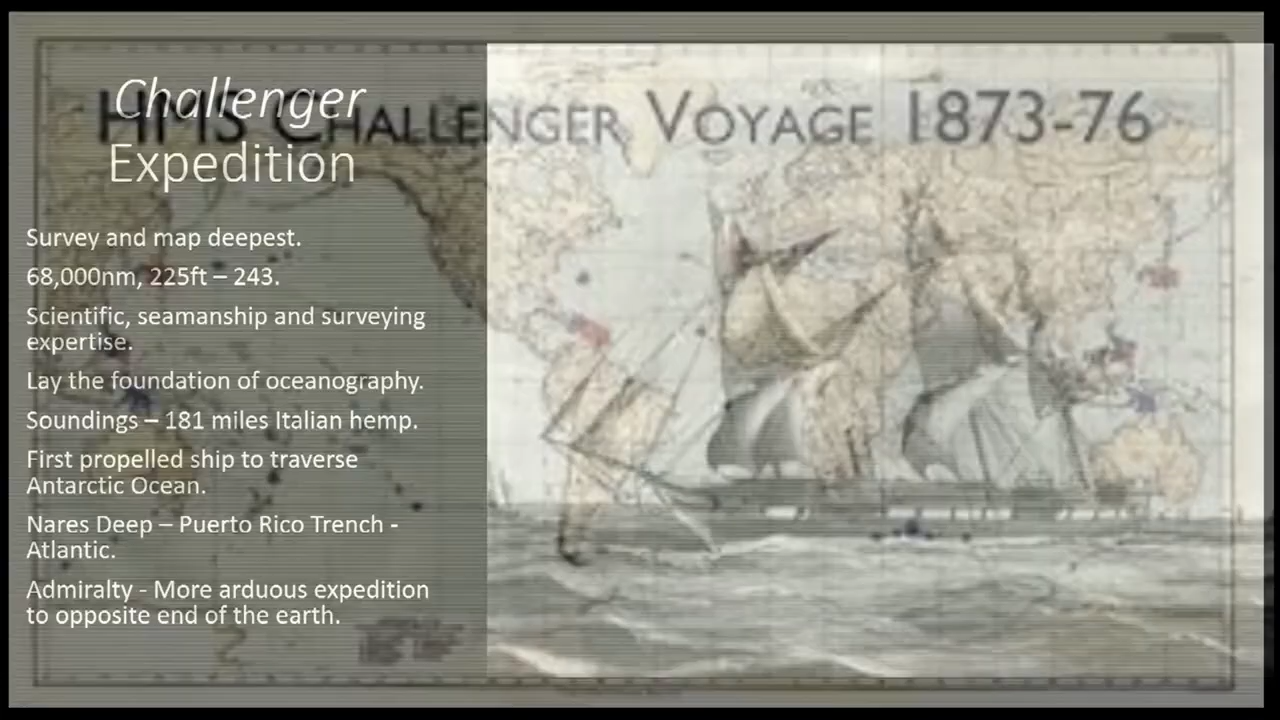 Challenger
Expedition
HMS CHALLENGER VOYAGE 1873-76
Survey and map deepest.
68,000nm, 225ft – 243.
Scientific, seamanship and surveying
expertise.
Lay the foundation of oceanography.
Soundings – 181 miles Italian hemp.
First propelled ship to traverse
Antarctic Ocean.
Nares Deep – Puerto Rico Trench -
Atlantic.
Admiralty - More arduous expedition
to opposite end of the earth.